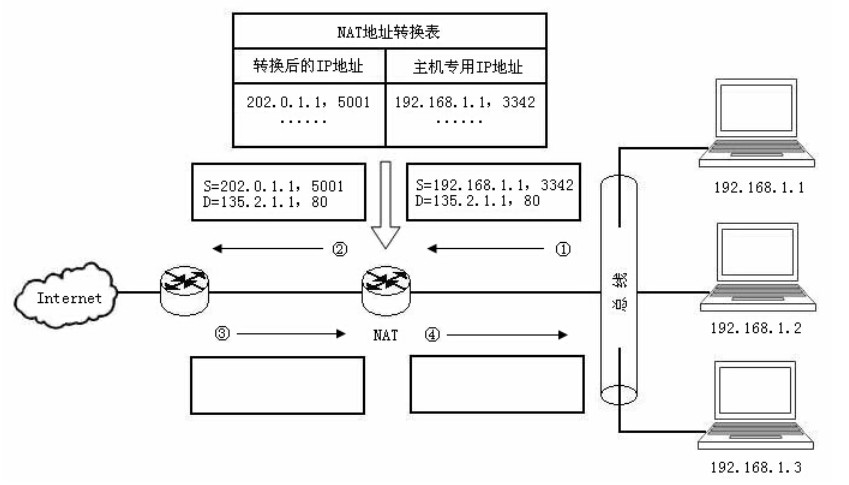 NAT地址转换表
转换后的IP地址
主机专用IP地址
202.0.1.1，5001
192.168.1.1，3342
······
······
S=202.0.1.1，5001
D=135.2.1.1，80
S=192.168.1.1，3342
D=135.2.1.1，80
192.168.1.1
②
①
Internet
总线
192.168.1.2
③
NAT
④
192.168.1.3